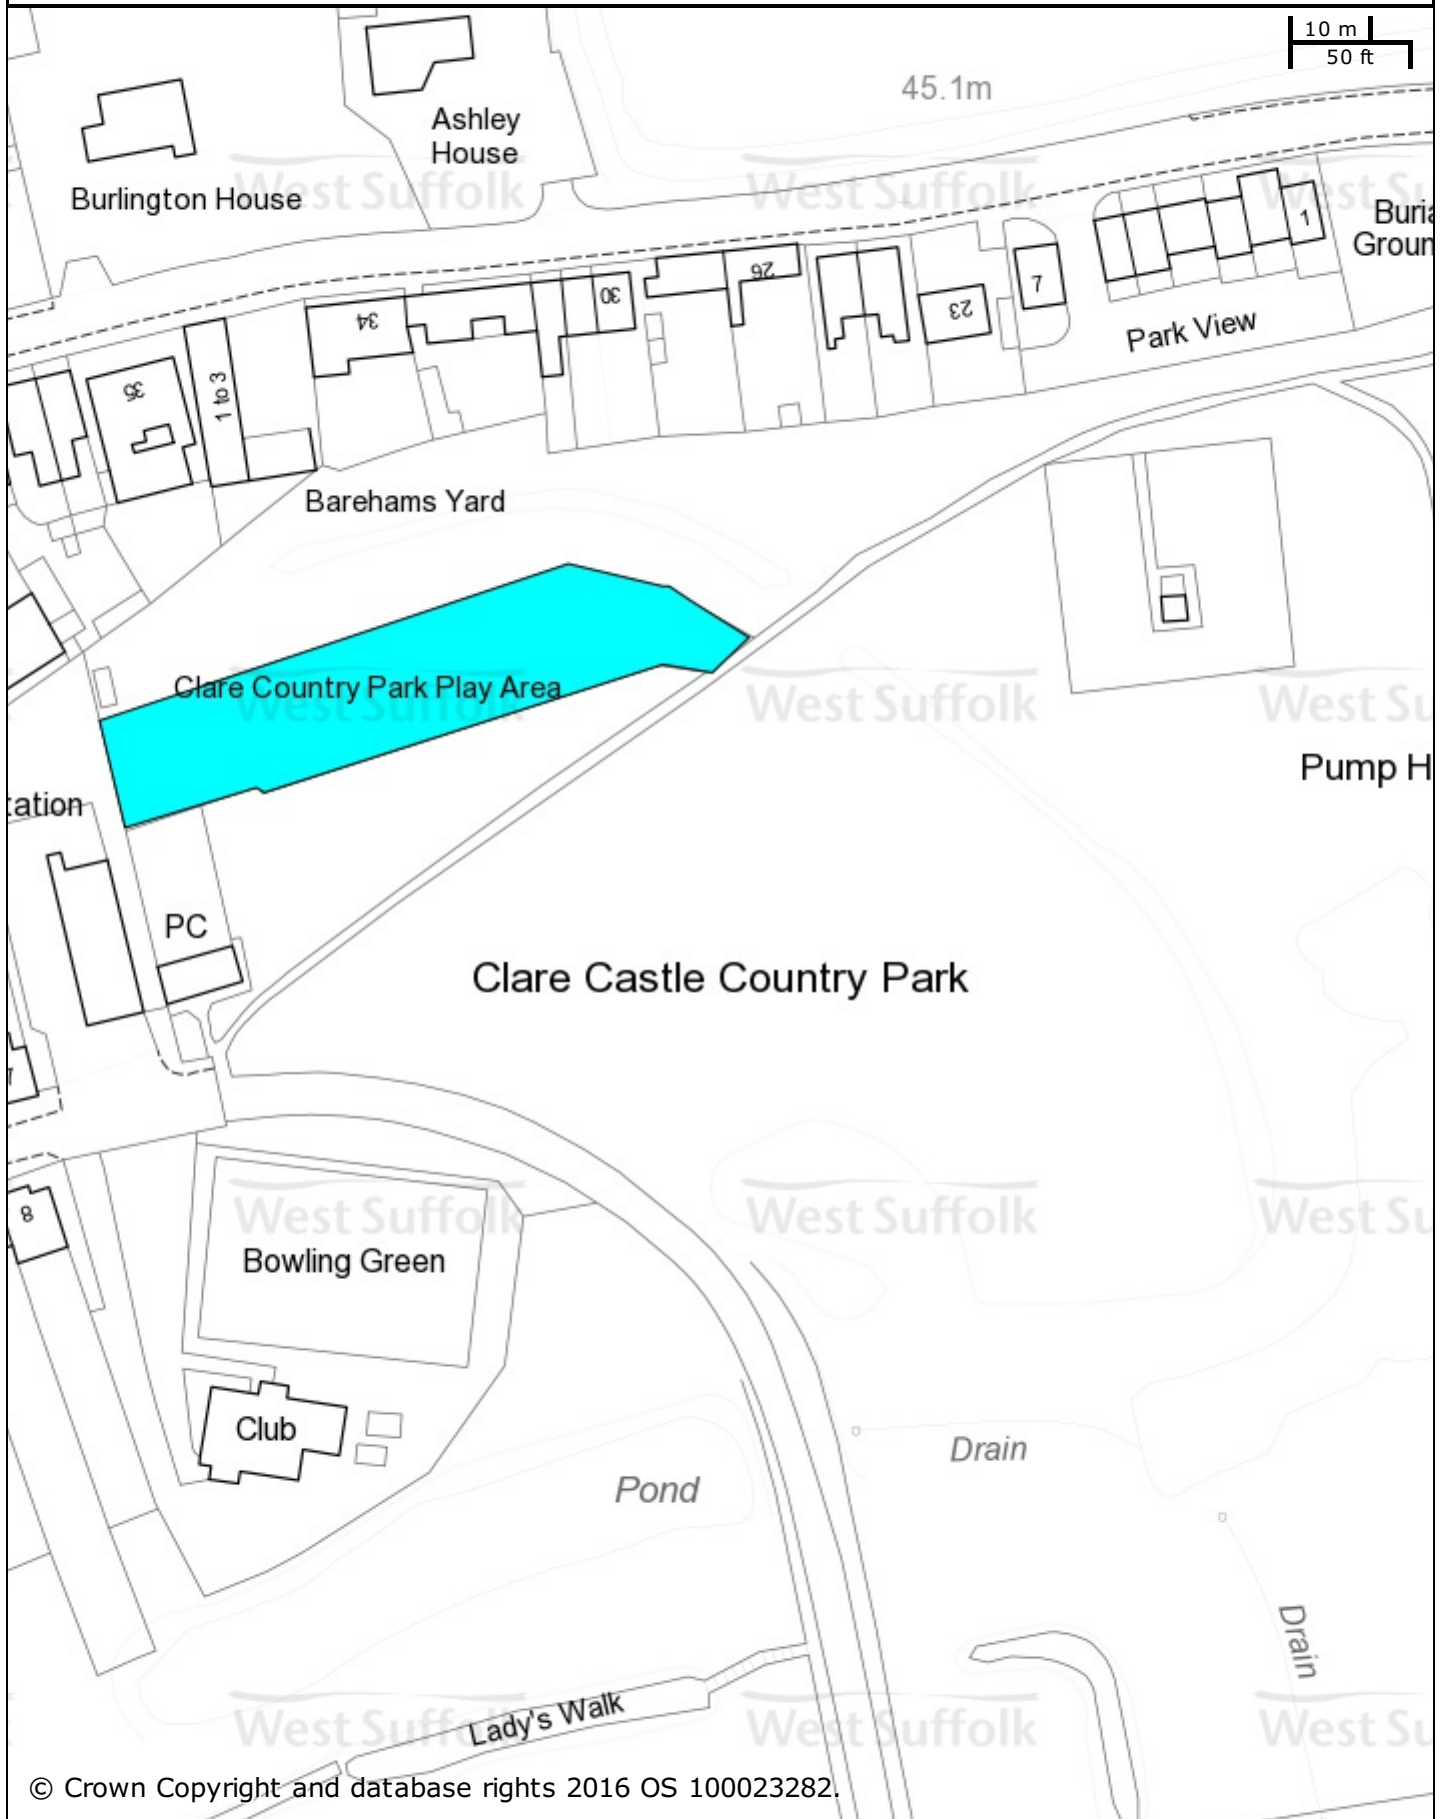 10 m
50 ft
45.1m
Ashley
House
Burlington House
West Suffolk
West Suffolk
West Su
Buria
Groun
1
7
26
30
23
34
Park View
35
1 to 3
Barehams Yard
Clare Country Park Play Area
West Suffolk
West Suffolk
West Su
Pump H
tation
PC
Clare Castle Country Park
West Suffolk
West Suffolk
West Su
8
Bowling Green
Club
Drain
Pond
Drain
Lady's Walk
West Suffolk
West Suffolk
West Su
© Crown Copyright and database rights 2016 OS 100023282.